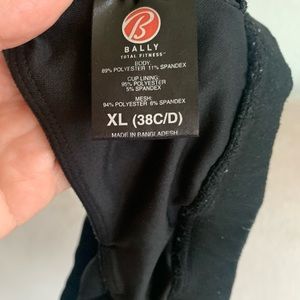 B
BALLY
TOTAL FITNESS™
BODY:
89% POLYESTER 11% SPANDEX
CUP LINING:
95% POLYESTER
5% SPANDEX
MESH:
94% POLYESTER 6% SPANDEX
XL (38C/D)
MADE IN BANGLADESH